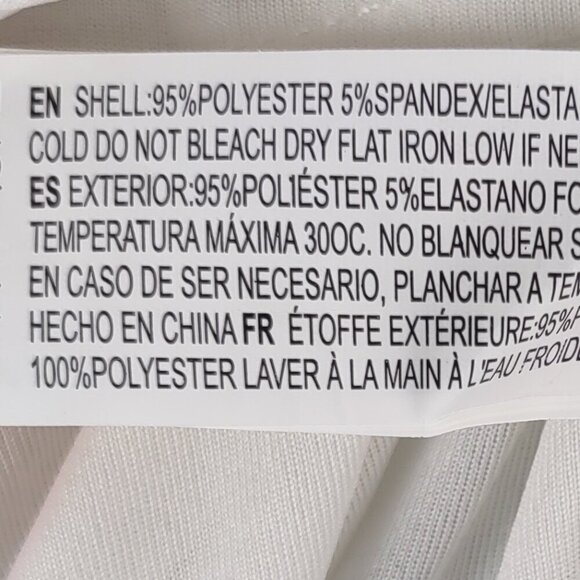 EN SHELL:95%POLYESTER 5%SPANDEX/ELASTA
COLD DO NOT BLEACH DRY FLAT IRON LOW IF NE
ES EXTERIOR:95%POL1ÉSTER 5%ELASTANO FO
TEMPERATURA MÁXIMA 30OC. NO BLANQUEAR S
EN CASO DE SER NECESARIO, PLANCHAR A TEM
HECHO EN CHINA FR ÉTOFFE EXTÉRIEURE:95%P
100%POLYESTER LAVER À LA MAIN À L'EAU FROIDE